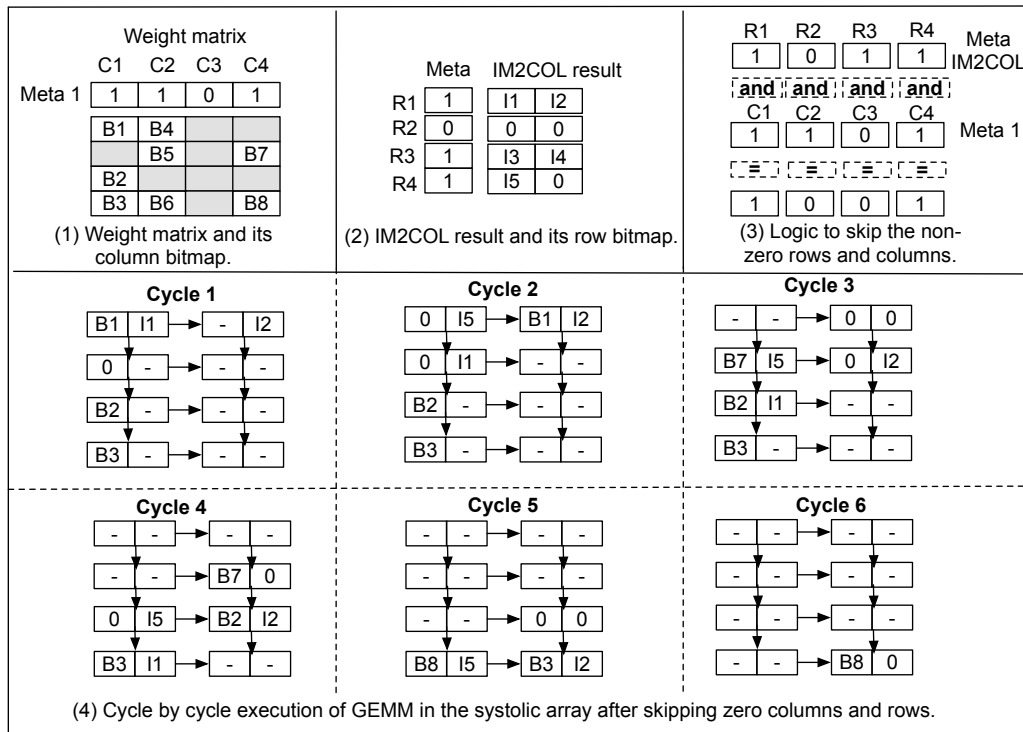 Weight matrix
C1 C2 C3 C4
Meta 1 1 1 0 1
B1 B4
B5 B7
B2
B3 B6 B8
(1) Weight matrix and its
column bitmap.
Meta IM2COL result
R1 1 I1 I2
R2 0 0 0
R3 1 I3 I4
R4 1 I5 0
(2) IM2COL result and its row bitmap.
R1 R2 R3 R4
1 0 1 1 Meta
IM2COL
and and and and
C1 C2 C3 C4
1 1 0 1 Meta 1
= = = =
1 0 0 1
(3) Logic to skip the non-
zero rows and columns.
Cycle 1
B1 I1 - I2
0 - - -
B2 - - -
B3 - - -
Cycle 2
0 I5 B1 I2
0 I1 - -
B2 - - -
B3 - - -
Cycle 3
- - 0 0
B7 I5 0 I2
B2 I1 - -
B3 - - -
Cycle 4
- - - -
- - B7 0
0 I5 B2 I2
B3 I1 - -
Cycle 5
- - - -
- - - -
- - 0 0
B8 I5 B3 I2
Cycle 6
- - - -
- - - -
- - - -
- - B8 0
(4) Cycle by cycle execution of GEMM in the systolic array after skipping zero columns and rows.